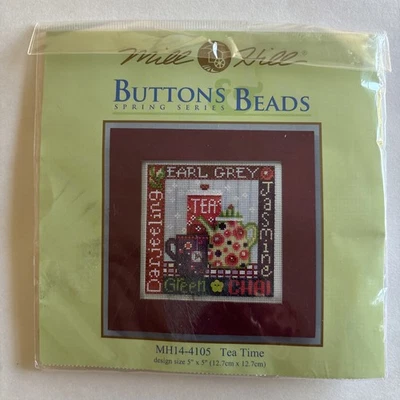 Mill Hill
BUTTONS & BEADS
SPRING SERIES
EARL GREY
Darjeeling
TEA
Jasmine
Green CHAI
MH14-4105 Tea Time
design size 5" x 5" (12.7cm x 12.7cm)